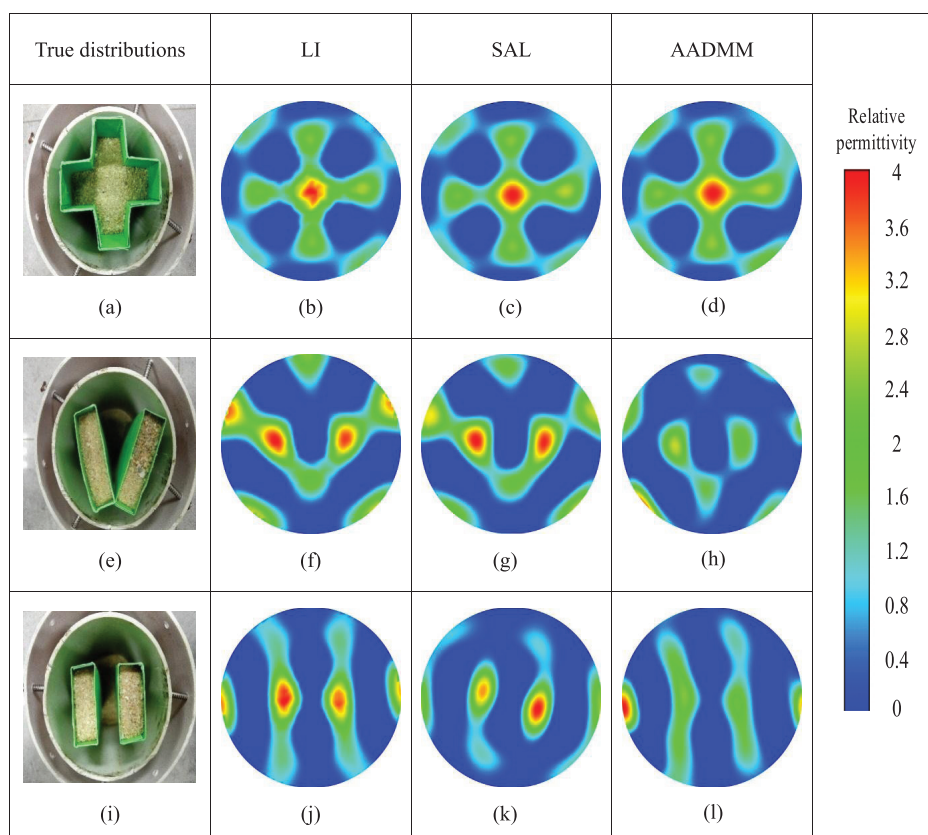 True distributions
LI
SAL
AADMM
Relative
permittivity
(a)
(b)
(c)
(d)
4
3.6
3.2
2.8
2.4
2
1.6
1.2
0.8
0.4
0
(e)
(f)
(g)
(h)
(i)
(j)
(k)
(l)